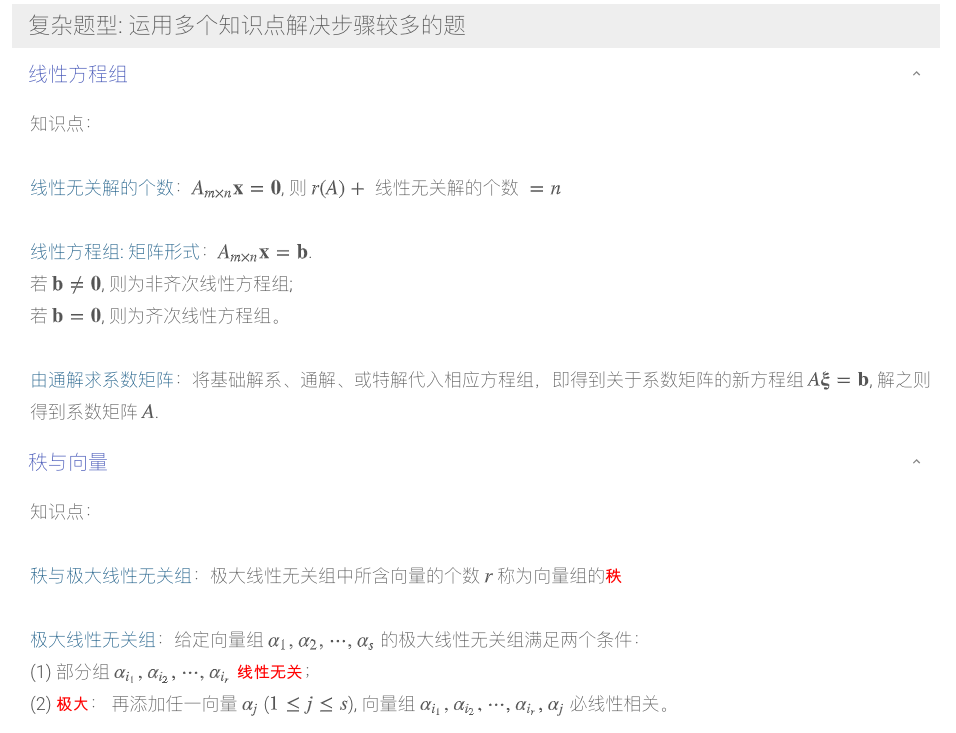 复杂题型: 运用多个知识点解决步骤较多的题
线性方程组
知识点：
线性无关解的个数：$A_{m \times n}\mathbf{x} = \mathbf{0}$, 则 $r(A) +$ 线性无关解的个数 $= n$
线性方程组: 矩阵形式：$A_{m \times n}\mathbf{x} = \mathbf{b}$.
若 $\mathbf{b} \neq \mathbf{0}$, 则为非齐次线性方程组;
若 $\mathbf{b} = \mathbf{0}$, 则为齐次线性方程组。
由通解求系数矩阵：将基础解系、通解、或特解代入相应方程组，即得到关于系数矩阵的新方程组 $A\boldsymbol{\xi} = \mathbf{b}$, 解之则
得到系数矩阵 $A$.
秩与向量
知识点：
秩与极大线性无关组：极大线性无关组中所含向量的个数 $r$ 称为向量组的秩
极大线性无关组：给定向量组 $\alpha_1, \alpha_2, \cdots, \alpha_s$ 的极大线性无关组满足两个条件：
(1) 部分组 $\alpha_{i_1}, \alpha_{i_2}, \cdots, \alpha_{i_r}$ 线性无关；
(2) 极大： 再添加任一向量 $\alpha_j$ $(1 \leq j \leq s)$, 向量组 $\alpha_{i_1}, \alpha_{i_2}, \cdots, \alpha_{i_r}, \alpha_j$ 必线性相关。